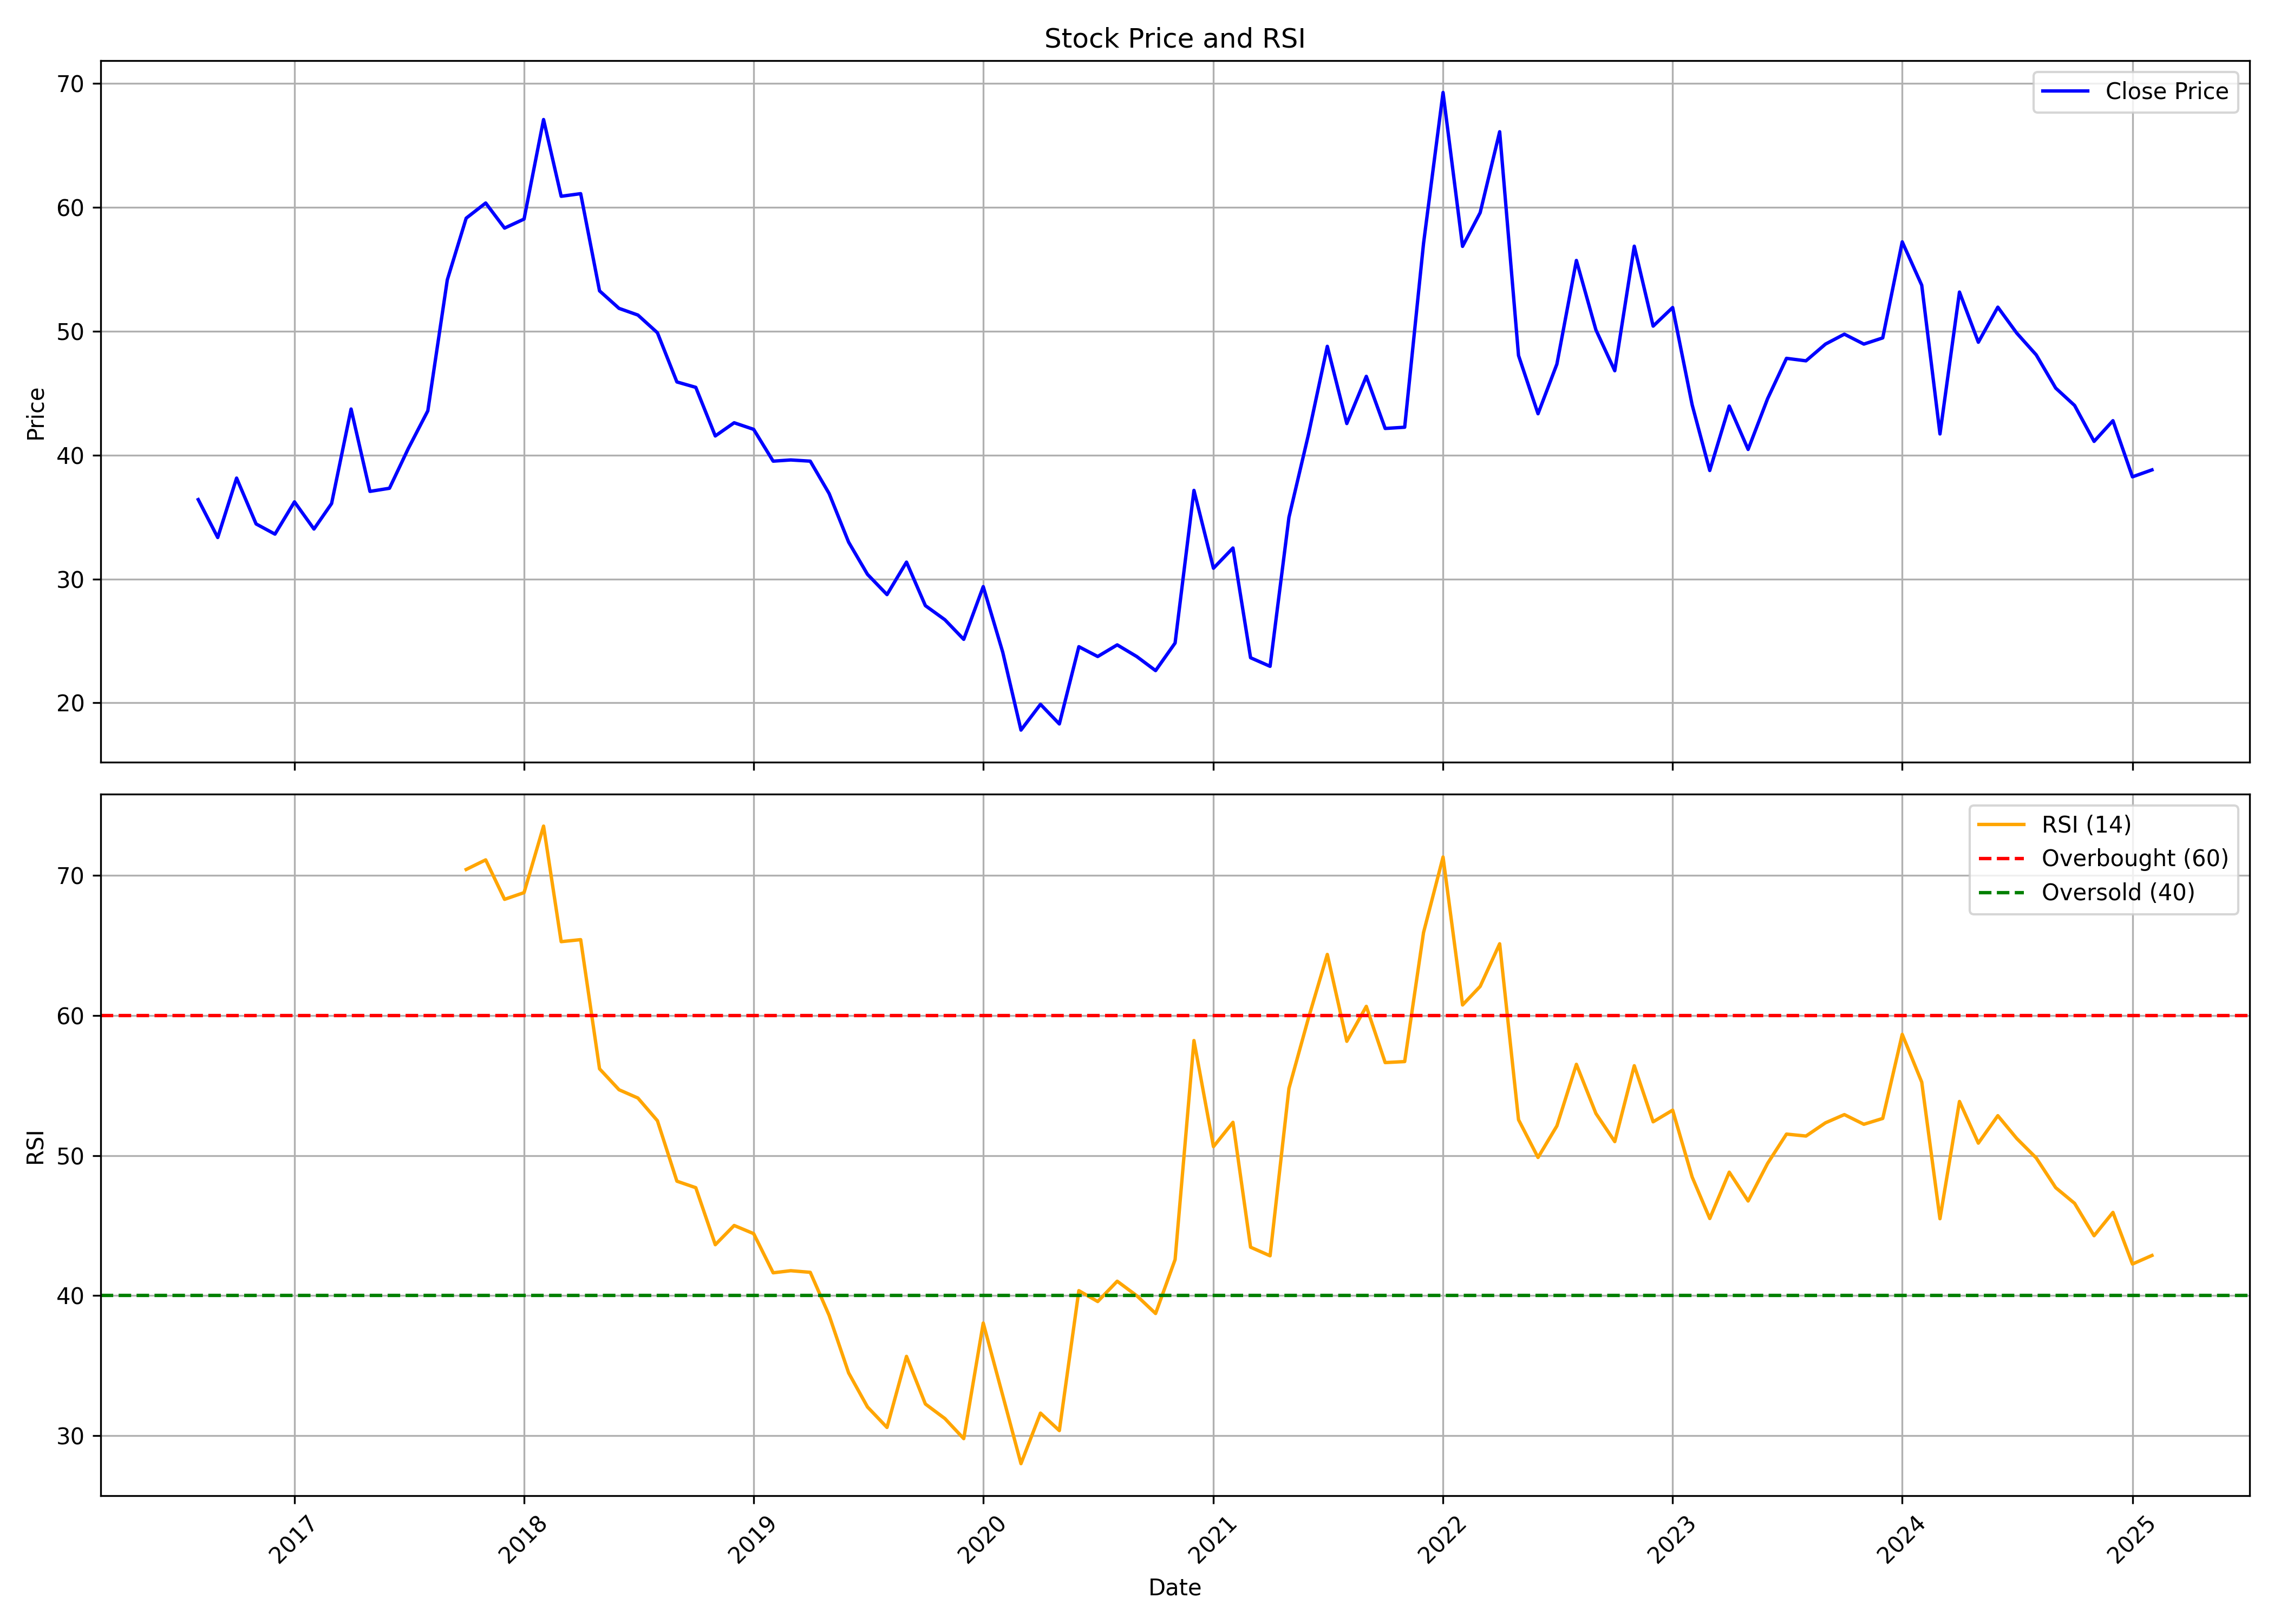 Stock Price and RSI
Close Price
Price
70
60
50
40
30
20
RSI (14)
Overbought (60)
Oversold (40)
RSI
70
60
50
40
30
2017
2018
2019
2020
2021
2022
2023
2024
2025
Date